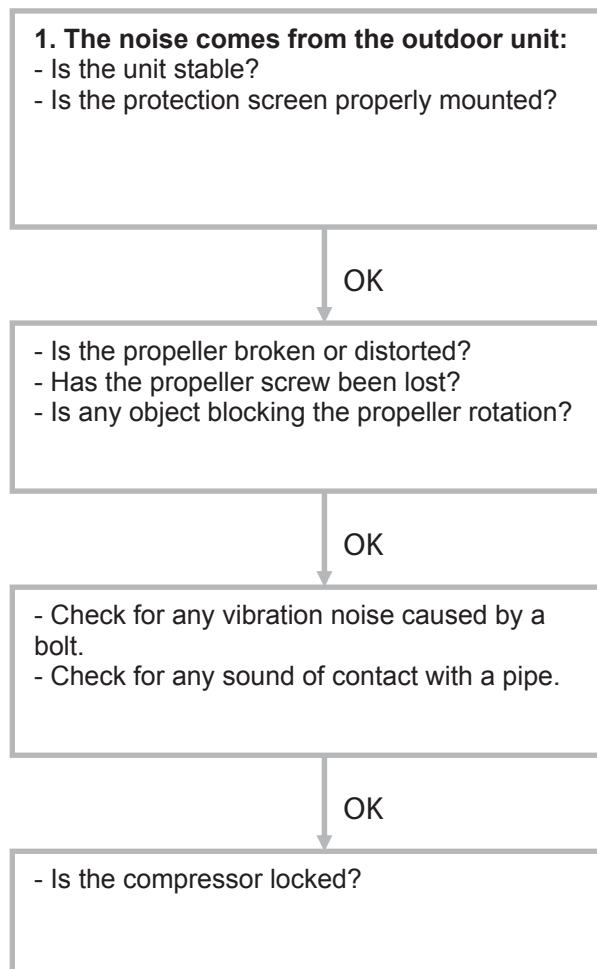 1. The noise comes from the outdoor unit:
- Is the unit stable?
- Is the protection screen properly mounted?
OK
- Is the propeller broken or distorted?
- Has the propeller screw been lost?
- Is any object blocking the propeller rotation?
OK
- Check for any vibration noise caused by a
bolt.
- Check for any sound of contact with a pipe.
OK
- Is the compressor locked?